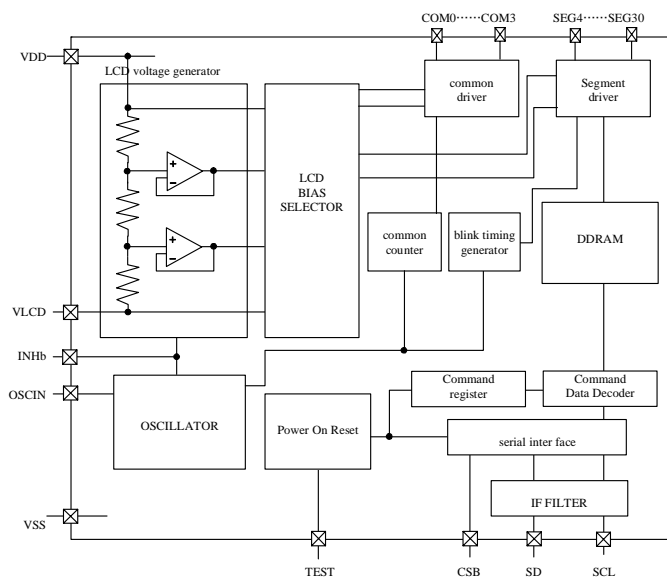 COM0……COM3
SEG4……SEG30
VDD
LCD voltage generator
common
driver
Segment
driver
LCD
BIAS
SELECTOR
+
−
+
−
common
counter
blink timing
generator
DDRAM
VLCD
INHb
OSCIN
OSCILLATOR
Power On Reset
Command
register
Command
Data Decoder
serial inter face
IF FILTER
VSS
TEST
CSB
SD
SCL